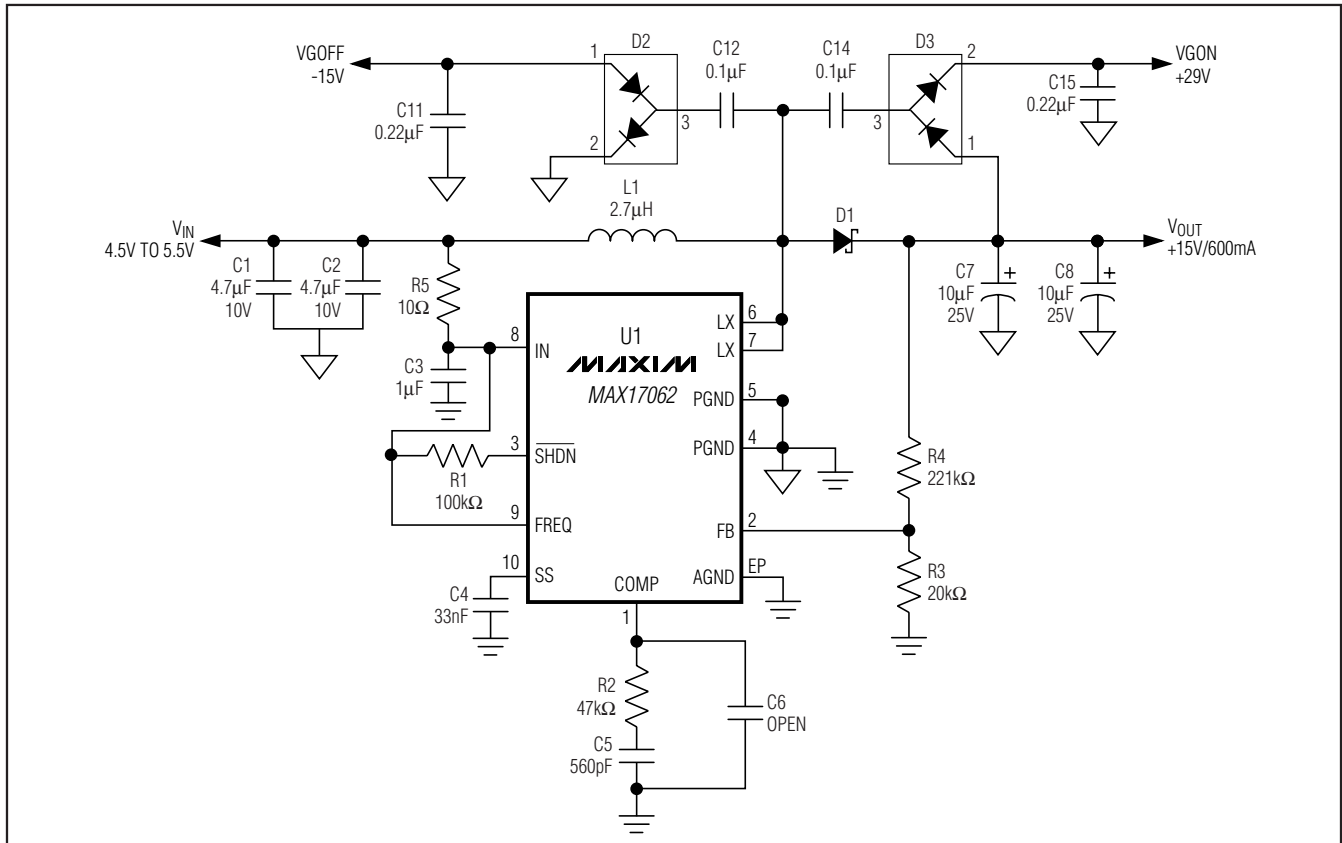 VGOFF
-15V
1
D2
C12
0.1µF
C14
0.1µF
D3
2
VGON
+29V
C11
0.22µF
3
3
C15
0.22µF
2
1
L1
2.7µH
D1
VIN
4.5V TO 5.5V
VOUT
+15V/600mA
C1
4.7µF
10V
C2
4.7µF
10V
R5
10Ω
C7
10µF
25V
+
C8
10µF
25V
+
8
IN
U1
MAXIM
MAX17062
LX
6
LX
7
C3
1µF
PGND
5
PGND
4
R1
100kΩ
3
SHDN
R4
221kΩ
9
FREQ
FB
2
10
SS
COMP
AGND
EP
R3
20kΩ
C4
33nF
1
R2
47kΩ
C6
OPEN
C5
560pF